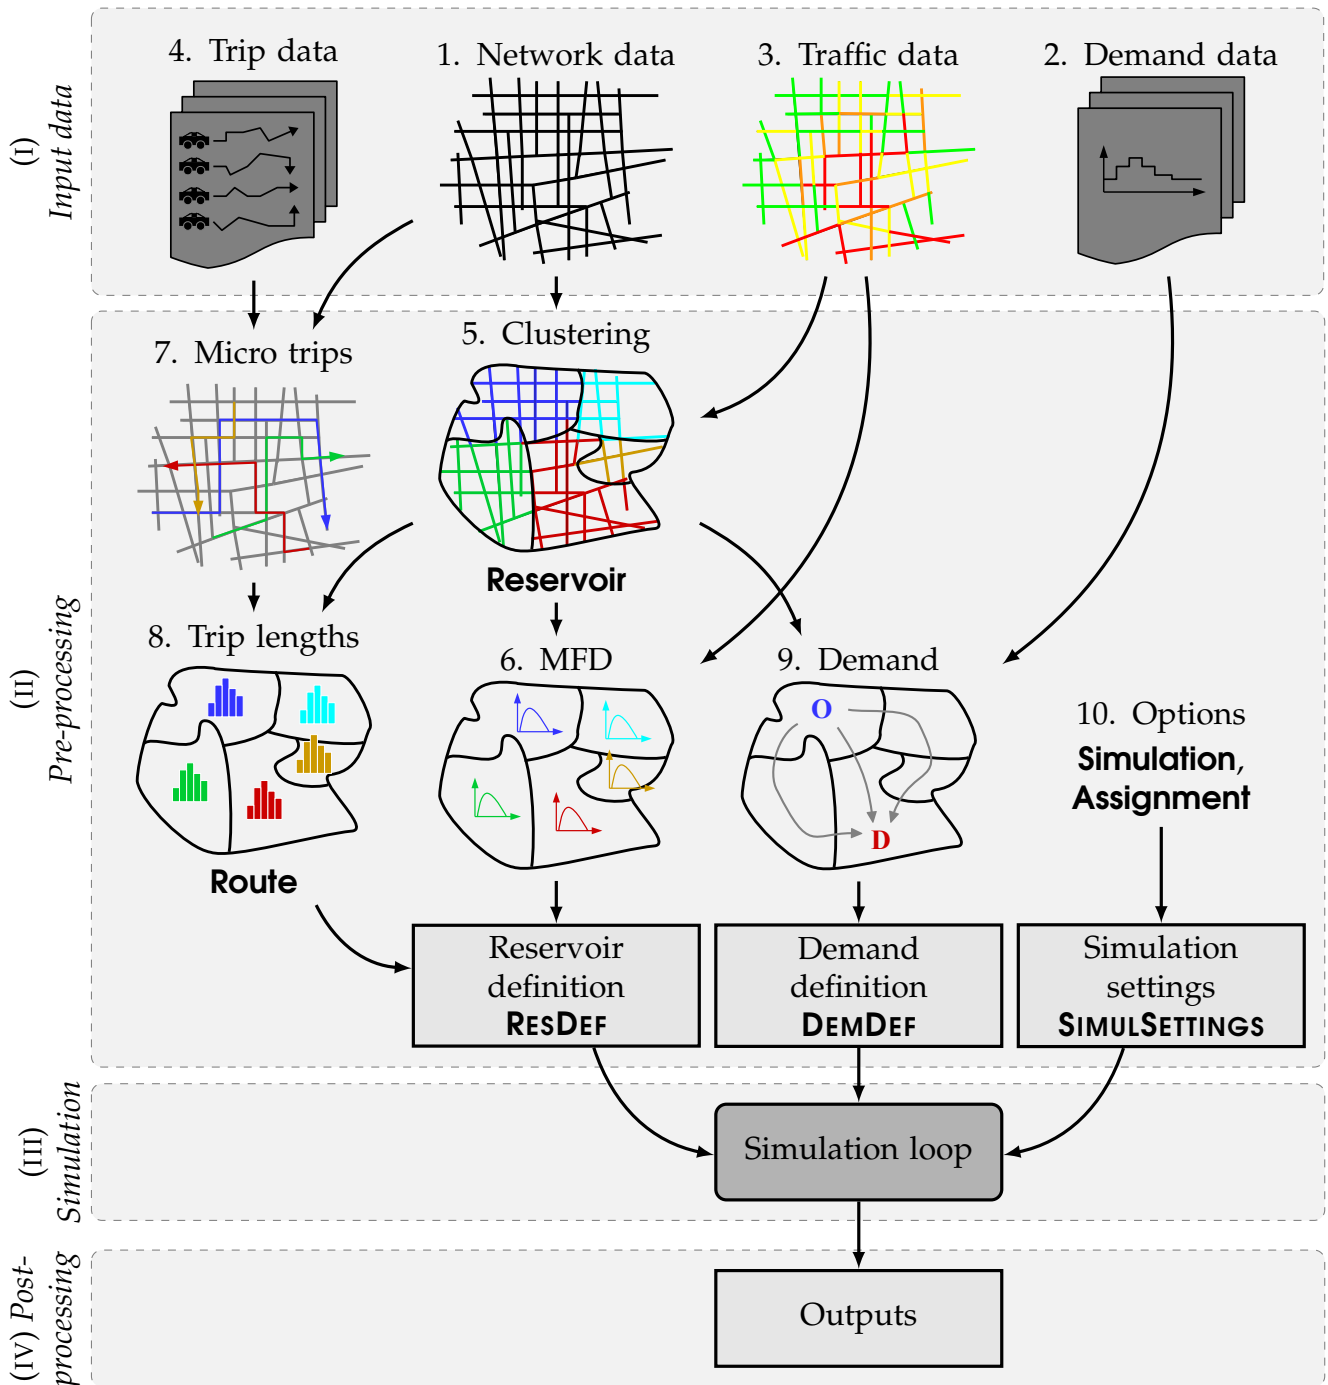 (I)
Input data
4. Trip data
1. Network data
3. Traffic data
2. Demand data
(II)
Pre-processing
7. Micro trips
5. Clustering
Reservoir
8. Trip lengths
6. MFD
9. Demand
O
D
10. Options
Simulation,
Assignment
Route
Reservoir
definition
RESDEF
Demand
definition
DEMDEF
Simulation
settings
SIMULSETTINGS
(III)
Simulation
Simulation loop
(IV) Post-
processing
Outputs